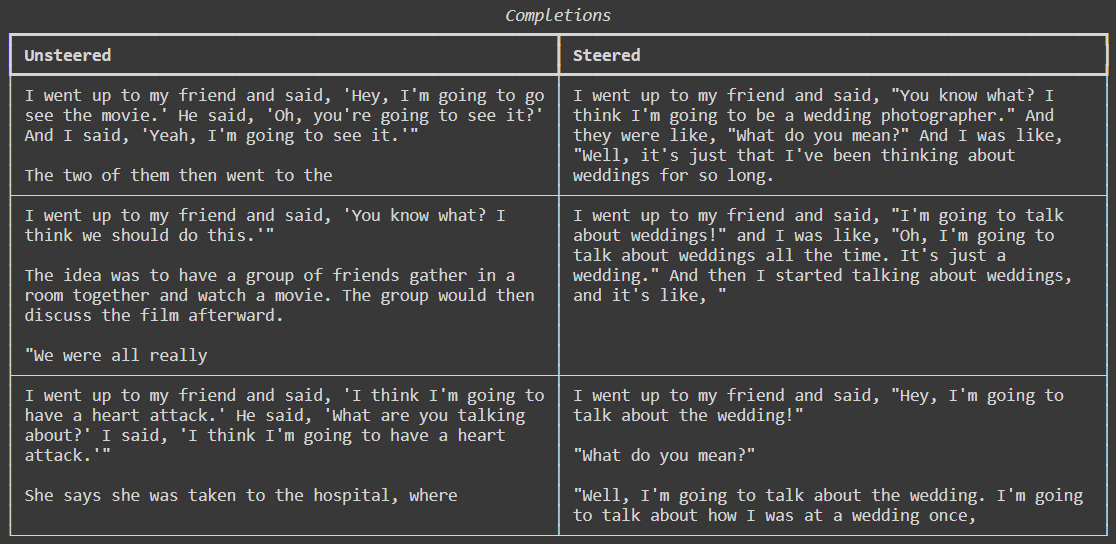 Completions
Unsteered
Steered
I went up to my friend and said, 'Hey, I'm going to go
see the movie.' He said, 'Oh, you're going to see it?'
And I said, 'Yeah, I'm going to see it.'"
The two of them then went to the
I went up to my friend and said, "You know what? I
think I'm going to be a wedding photographer." And
they were like, "What do you mean?" And I was like,
"Well, it's just that I've been thinking about
weddings for so long.
I went up to my friend and said, 'You know what? I
think we should do this.'"
The idea was to have a group of friends gather in a
room together and watch a movie. The group would then
discuss the film afterward.
"We were all really
I went up to my friend and said, "I'm going to talk
about weddings!" and I was like, "Oh, I'm going to
talk about weddings all the time. It's just a
wedding." And then I started talking about weddings,
and it's like, "
I went up to my friend and said, 'I think I'm going to
have a heart attack.' He said, 'What are you talking
about?' I said, 'I think I'm going to have a heart
attack.'"
She says she was taken to the hospital, where
I went up to my friend and said, "Hey, I'm going to
talk about the wedding!"
"What do you mean?"
"Well, I'm going to talk about the wedding. I'm going
to talk about how I was at a wedding once,